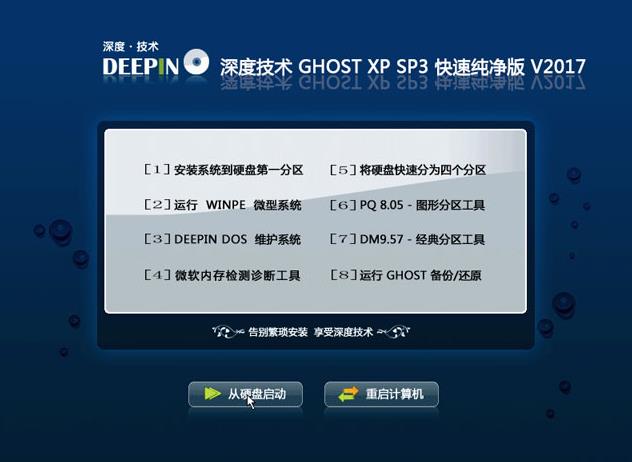 深度·技术
DEEPIN
深度技术 GHOST XP SP3 快速纯净版 V2017
[1] 安装系统到硬盘第一分区
[2] 运行 WINPE 微型系统
[3] DEEPIN DOS 维护系统
[4] 微软内存检测诊断工具
[5] 将硬盘快速分为四个分区
[6] PQ 8.05 - 图形分区工具
[7] DM9.57 - 经典分区工具
[8] 运行 GHOST 备份/还原
告别繁琐安装 享受深度技术
从硬盘启动
重启计算机